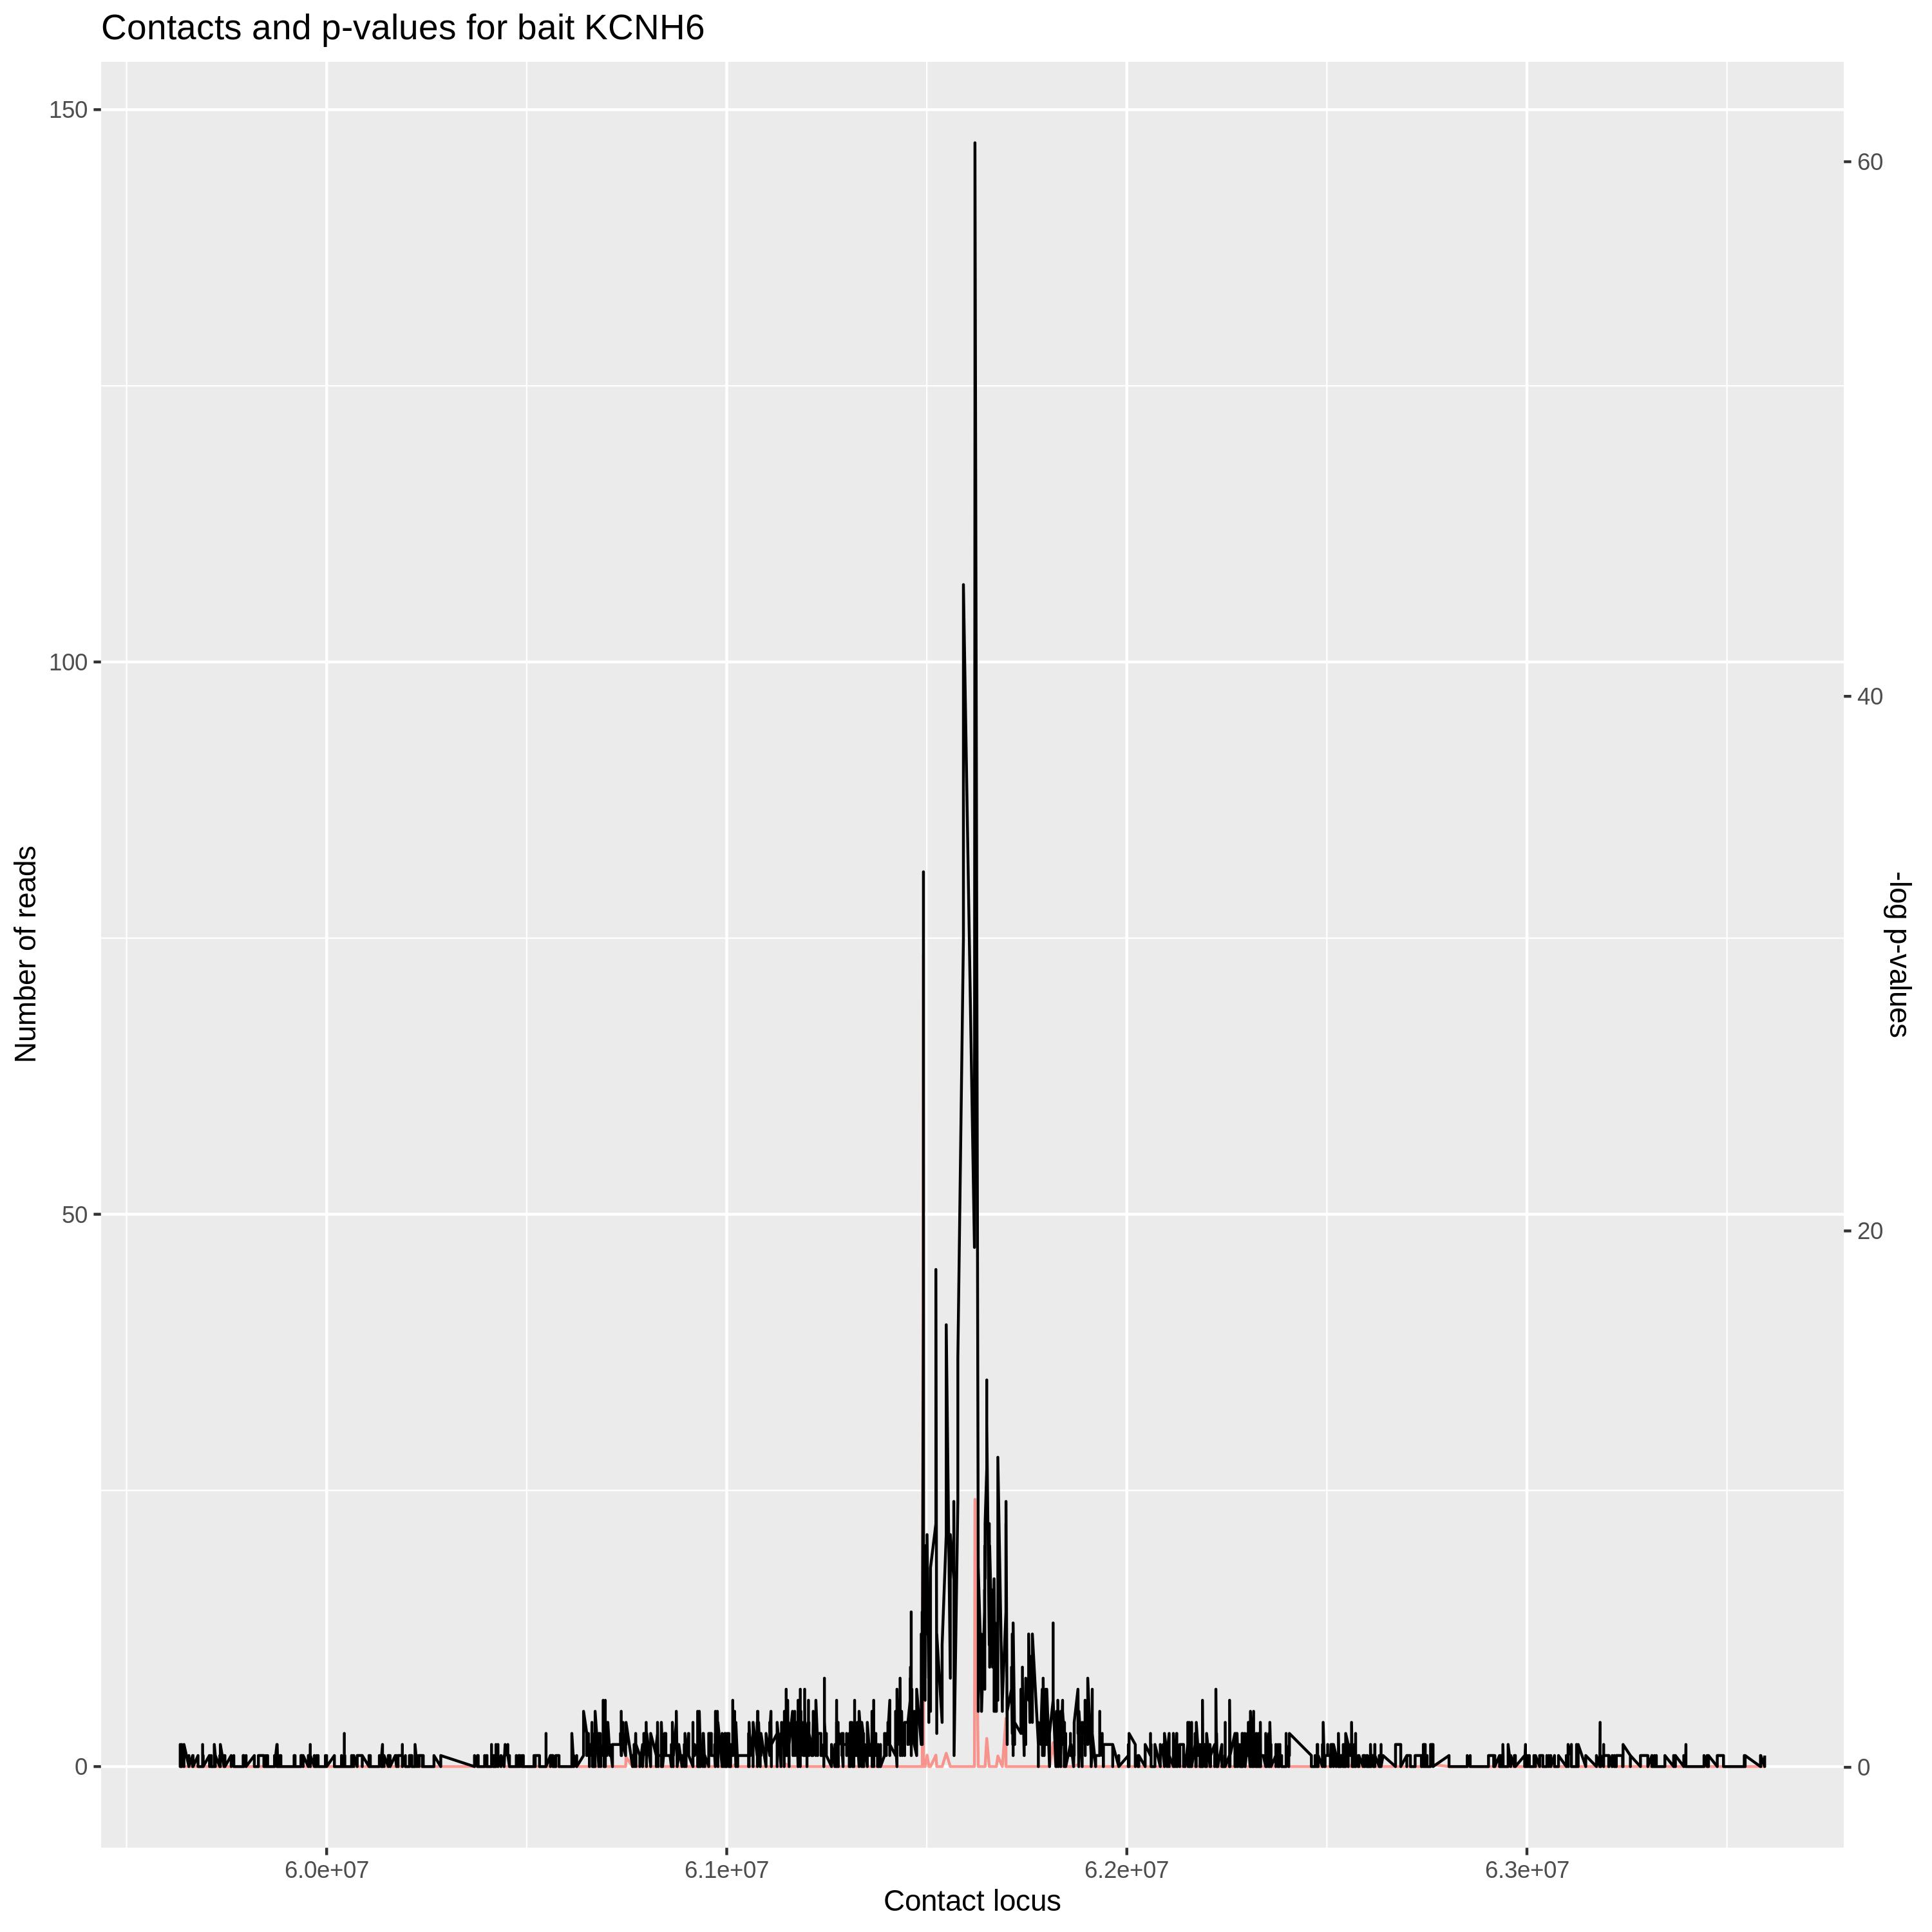 Contacts and p-values for bait KCNH6
150
100
50
0
Number of reads
60
40
20
0
-log p-values
6.0e+07
6.1e+07
6.2e+07
6.3e+07
Contact locus